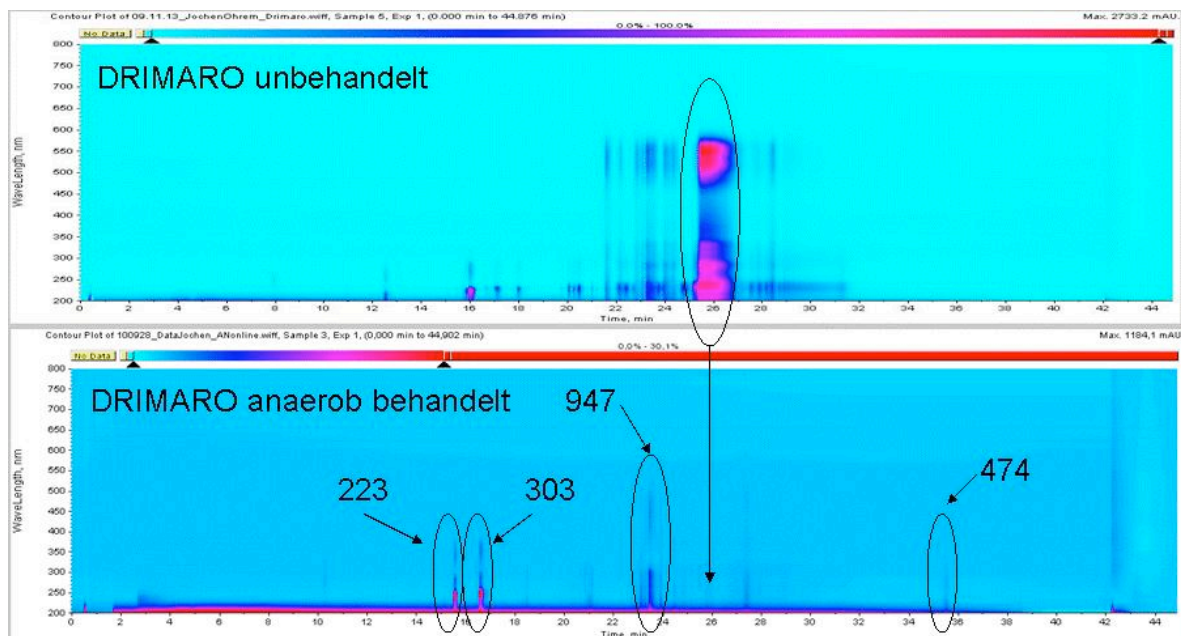 Contour Plot of 09.11.13_JochenOhrem_Drimaro.wiff, Sample 5, Exp 1, (0.000 min to 44,876 min) Max. 2733.2 mAU.
No Data 0.0% - 100.0%
DRIMARO unbehandelt
WaveLength, nm
800
750
700
650
600
550
500
450
400
350
300
250
200
0 2 4 6 8 10 12 14 16 18 20 22 24 26 28 30 32 34 36 38 40 42 44
Time, min
Contour Plot of 100928_DataJochen_ANonline.wiff, Sample 3, Exp 1, (0,000 min to 44,902 min) Max. 1184,1 mAU
No Data 0,0% - 30,1%
DRIMARO anaerob behandelt
947
223
303
474
WaveLength, nm
800
750
700
650
600
550
500
450
400
350
300
250
200
0 2 4 6 8 10 12 14 16 18 20 22 24 26 28 30 32 34 36 38 40 42 44
Time, min